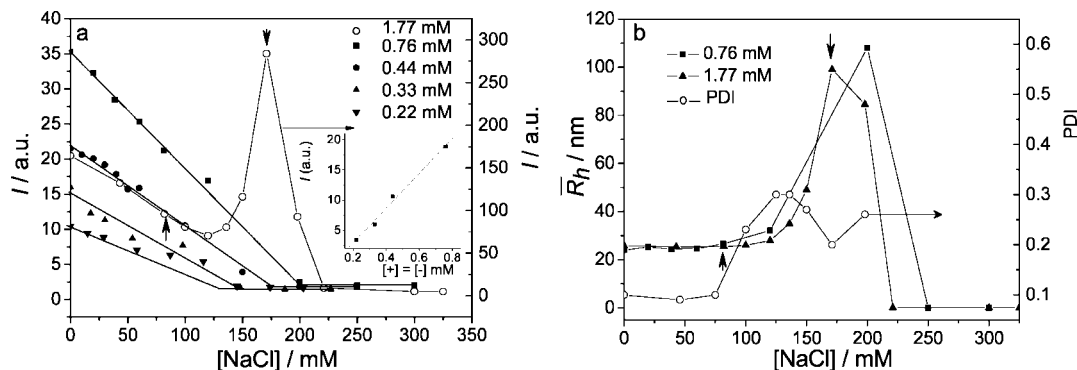 a
I / a.u.
40
35
30
25
20
15
10
5
0
0 50 100 150 200 250 300
[NaCl] / mM
300
250
200
150
100
50
0
I / a.u.
1.77 mM
0.76 mM
0.44 mM
0.33 mM
0.22 mM
I (a.u.)
20
15
10
5
0.2 0.4 0.6 0.8
[+] = [-] mM
b
R̅h / nm
120
100
80
60
40
20
0
0 50 100 150 200 250 300
[NaCl] / mM
0.6
0.5
0.4
0.3
0.2
0.1
PDI
0.76 mM
1.77 mM
PDI